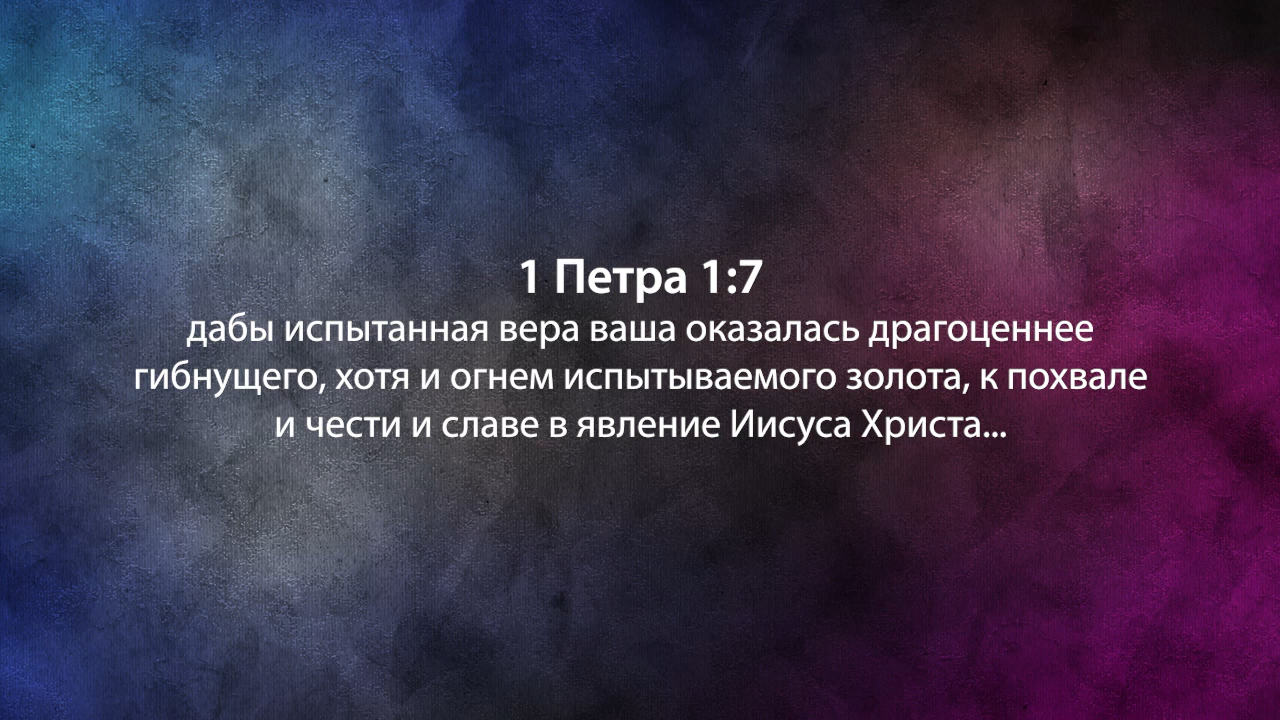 1 Петра 1:7
дабы испытанная вера ваша оказалась драгоценнее
гибнущего, хотя и огнем испытываемого золота, к похвале
и чести и славе в явление Иисуса Христа...